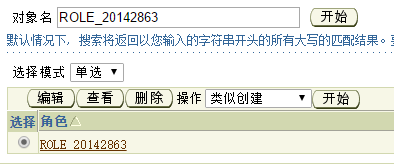 对象名 ROLE_20142863 开始
默认情况下，搜索将返回以您输入的字符串开头的所有大写的匹配结果。
选择模式 单选
编辑 查看 删除 操作 类似创建 开始
选择 角色
ROLE_20142863